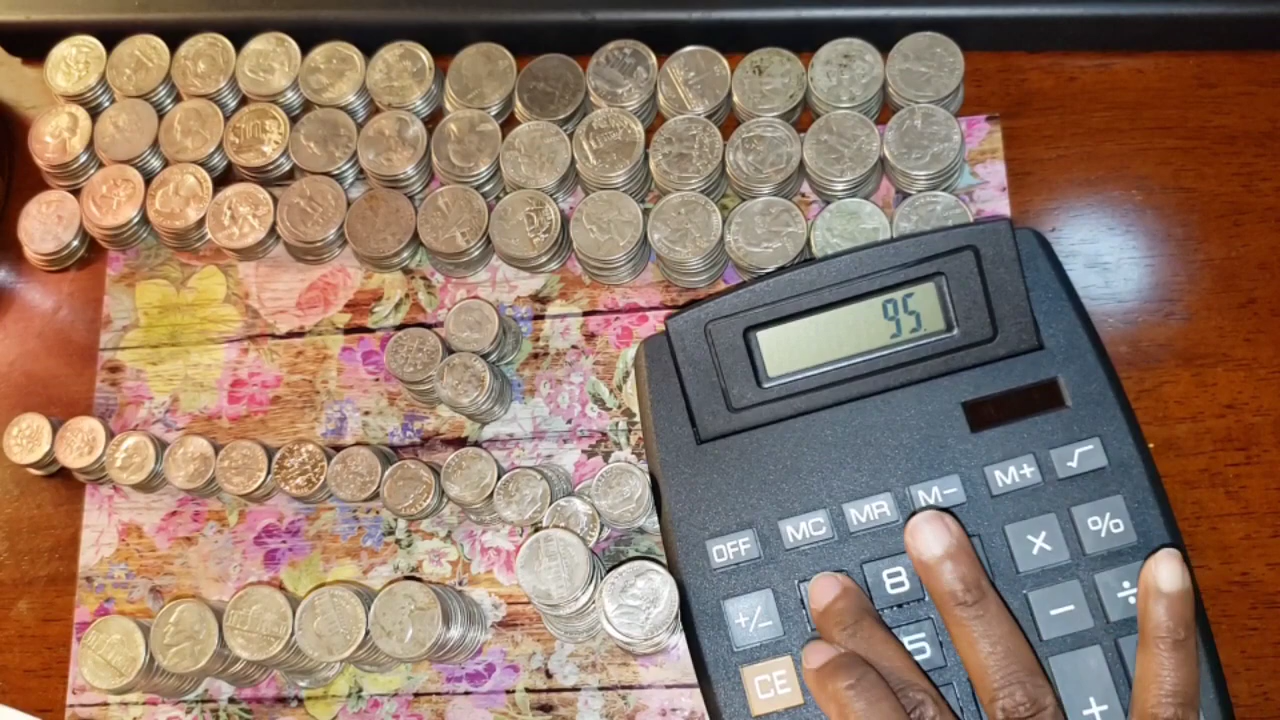 95.
√
M+
M-
MR
MC
OFF
%
×
8
÷
−
+/−
5
CE
+